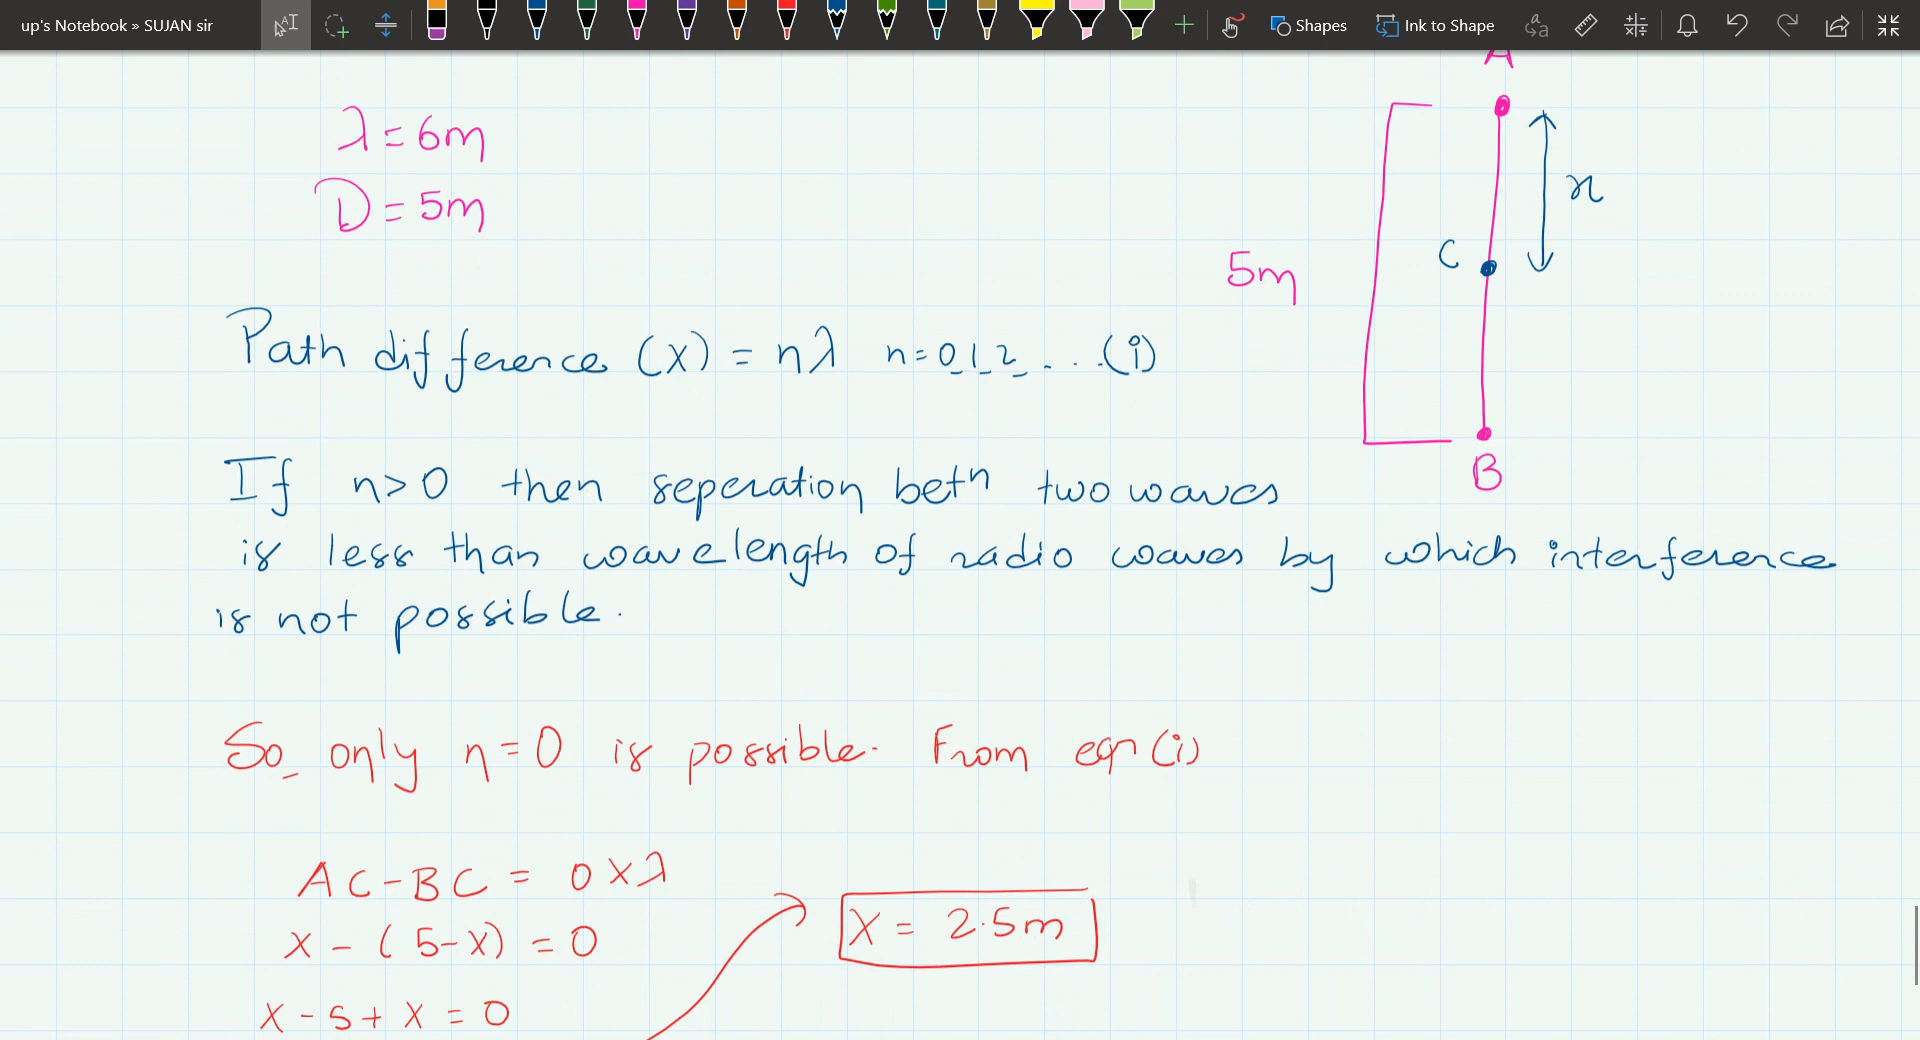 up's Notebook » SUJAN sir
Shapes
Ink to Shape
A
λ = 6m
D = 5m
x
C
5m
Path difference (x) = nλ n = 0, 1, 2, ... (i)
B
If n > 0 then seperation betn two waves
is less than wavelength of radio waves by which interference
is not possible.
So, only n = 0 is possible. From eqn (i)
AC - BC = 0 × λ
x - (5 - x) = 0
x = 2.5m
x - 5 + x = 0